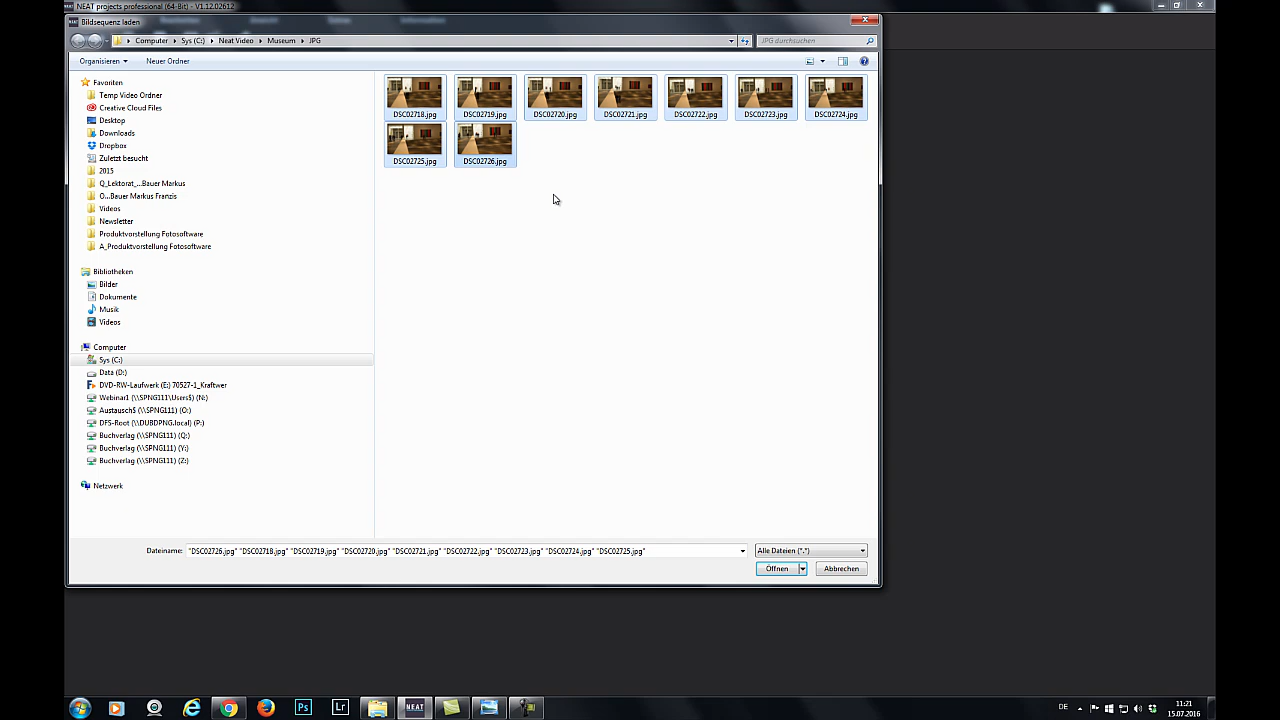 NEAT projects professional (64-Bit) - V1.12.02612
Bildsequenz laden
Computer Sys (C:) Neat Video Museum JPG
JPG durchsuchen
Organisieren Neuer Ordner
Favoriten
Temp Video Ordner
Creative Cloud Files
Desktop
Downloads
Dropbox
Zuletzt besucht
2015
Q_Lektorat_...Bauer Markus
O...Bauer Markus Franzis
Videos
Newsletter
Produktvorstellung Fotosoftware
A_Produktvorstellung Fotosoftware
Bibliotheken
Bilder
Dokumente
Musik
Videos
Computer
Sys (C:)
Data (D:)
DVD-RW-Laufwerk (E:) 70527-1_Kraftwer
Webinar1 (\\SPNG111\Users$) (N:)
Austausch$ (\\SPNG111) (O:)
DFS-Root (\\DUBDPNG.local) (P:)
Buchverlag (\\SPNG111) (Q:)
Buchverlag (\\SPNG111) (Y:)
Buchverlag (\\SPNG111) (Z:)
Netzwerk
DSC02718.jpg DSC02719.jpg DSC02720.jpg DSC02721.jpg DSC02722.jpg DSC02723.jpg DSC02724.jpg
DSC02725.jpg DSC02726.jpg
Dateiname: "DSC02726.jpg" "DSC02718.jpg" "DSC02719.jpg" "DSC02720.jpg" "DSC02721.jpg" "DSC02722.jpg" "DSC02723.jpg" "DSC02724.jpg" "DSC02725.jpg"
Alle Dateien (*.*)
Öffnen Abbrechen
Ps Lr NEAT
DE
11:21
15.07.2016